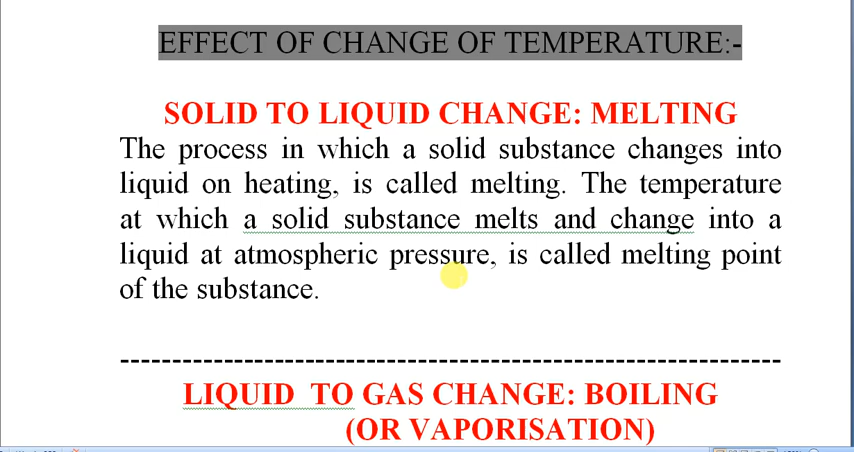 EFFECT OF CHANGE OF TEMPERATURE:-
SOLID TO LIQUID CHANGE: MELTING
The process in which a solid substance changes into
liquid on heating, is called melting. The temperature
at which a solid substance melts and change into a
liquid at atmospheric pressure, is called melting point
of the substance.
----------------------------------------------------------------
LIQUID TO GAS CHANGE: BOILING
(OR VAPORISATION)